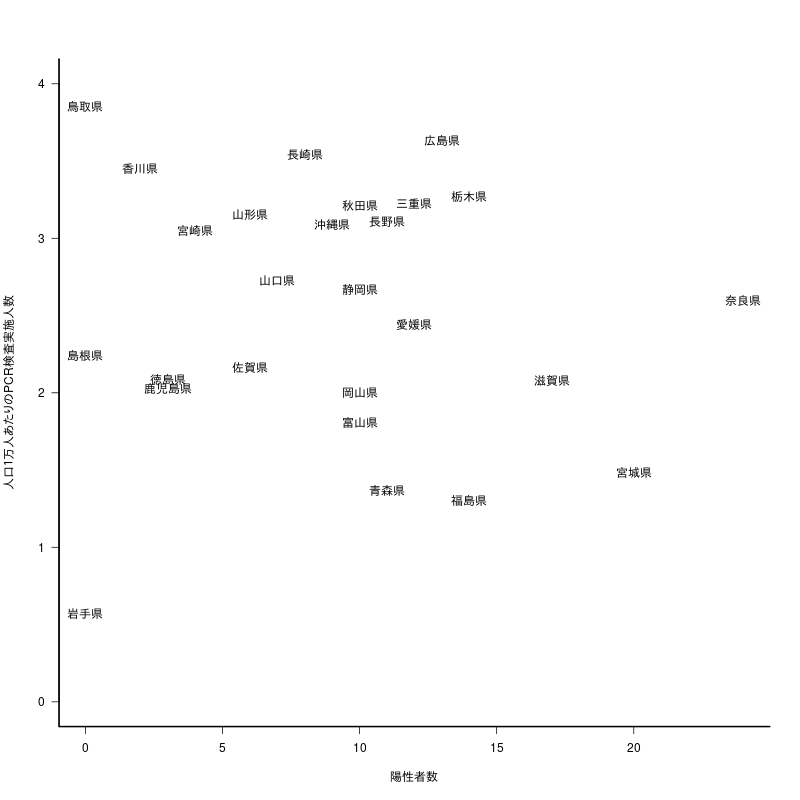 4
鳥取県
広島県
長崎県
香川県
栃木県
秋田県
三重県
山形県
長野県
沖縄県
宮崎県
3
山口県
静岡県
奈良県
愛媛県
島根県
佐賀県
徳島県
滋賀県
鹿児島県
岡山県
2
富山県
宮城県
青森県
福島県
1
岩手県
0
人口1万人あたりのPCR検査実施人数
0 5 10 15 20
陽性者数